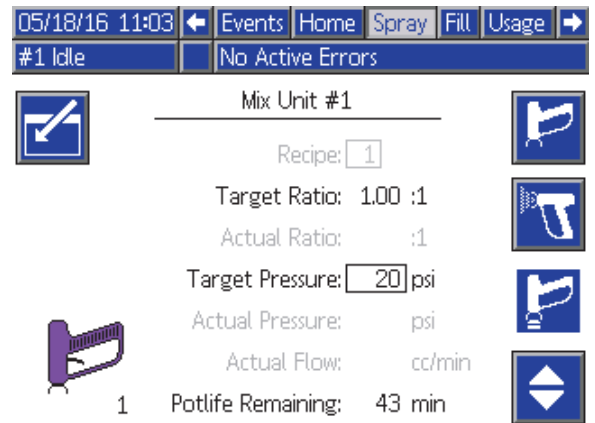 05/18/16 11:03 Events Home Spray Fill Usage
#1 Idle No Active Errors
Mix Unit #1
Recipe: 1
Target Ratio: 1.00 :1
Actual Ratio: :1
Target Pressure: 20 psi
Actual Pressure: psi
Actual Flow: cc/min
1 Potlife Remaining: 43 min